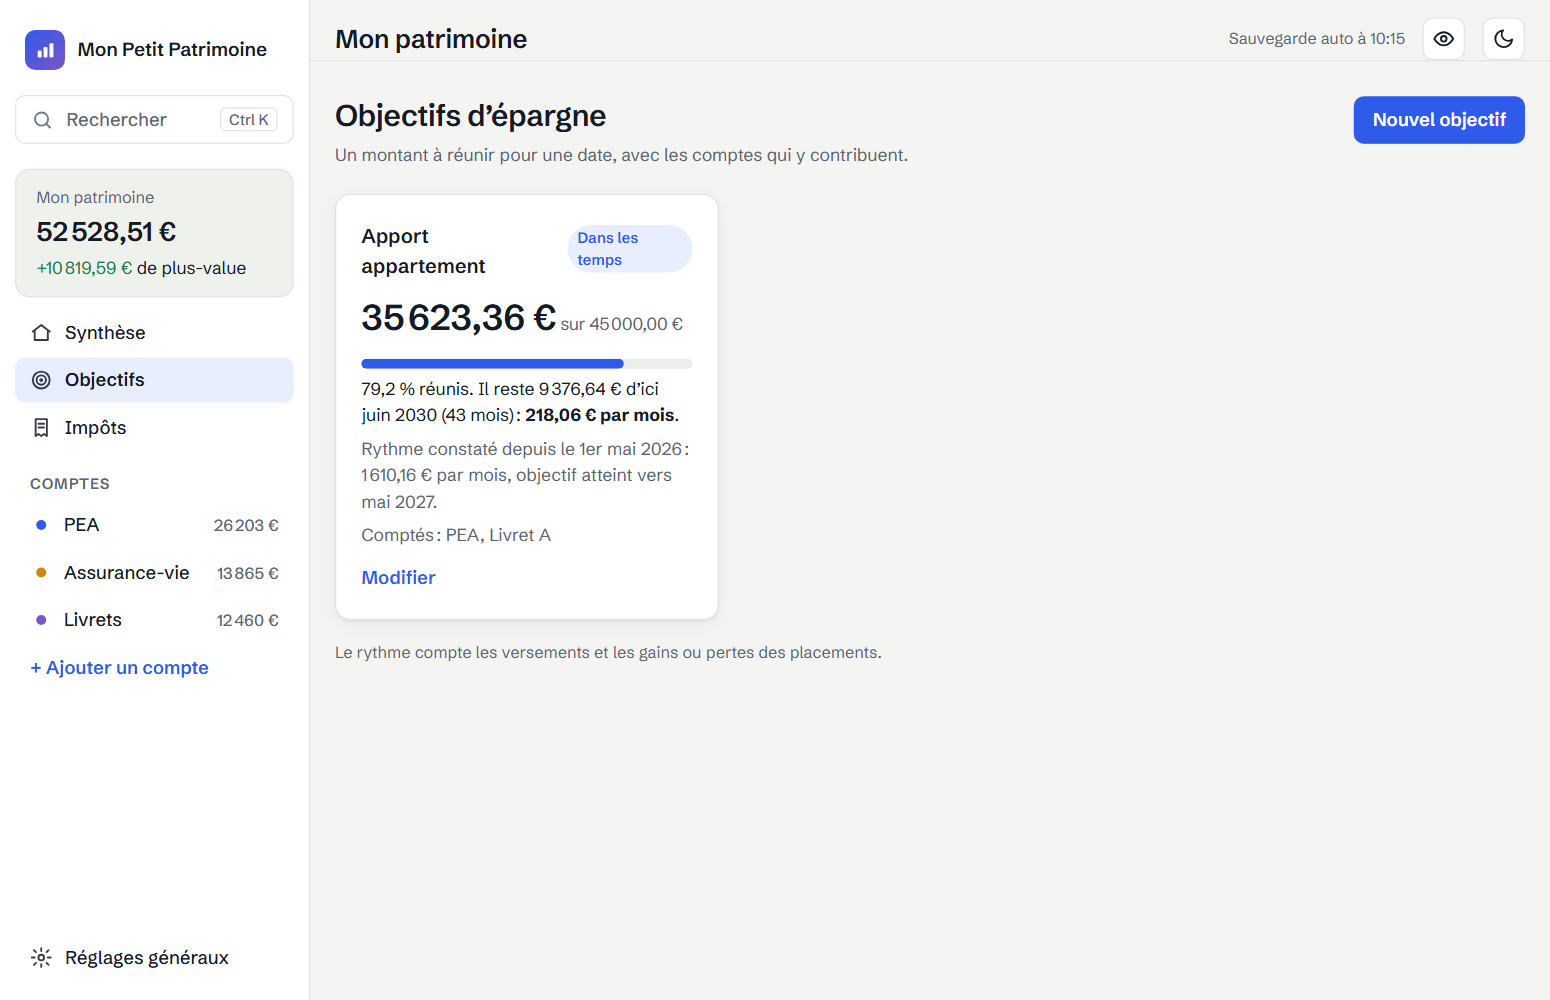 Mon Petit Patrimoine
Rechercher
Ctrl K
Mon patrimoine
52 528,51 €
+10 819,59 € de plus-value
Synthèse
Objectifs
Impôts
COMPTES
PEA 26 203 €
Assurance-vie 13 865 €
Livrets 12 460 €
+ Ajouter un compte
Réglages généraux
Mon patrimoine
Sauvegarde auto à 10:15
Objectifs d’épargne
Un montant à réunir pour une date, avec les comptes qui y contribuent.
Nouvel objectif
Apport
appartement
Dans les
temps
35 623,36 € sur 45 000,00 €
79,2 % réunis. Il reste 9 376,64 € d’ici
juin 2030 (43 mois) : 218,06 € par mois.
Rythme constaté depuis le 1er mai 2026 :
1 610,16 € par mois, objectif atteint vers
mai 2027.
Comptés : PEA, Livret A
Modifier
Le rythme compte les versements et les gains ou pertes des placements.